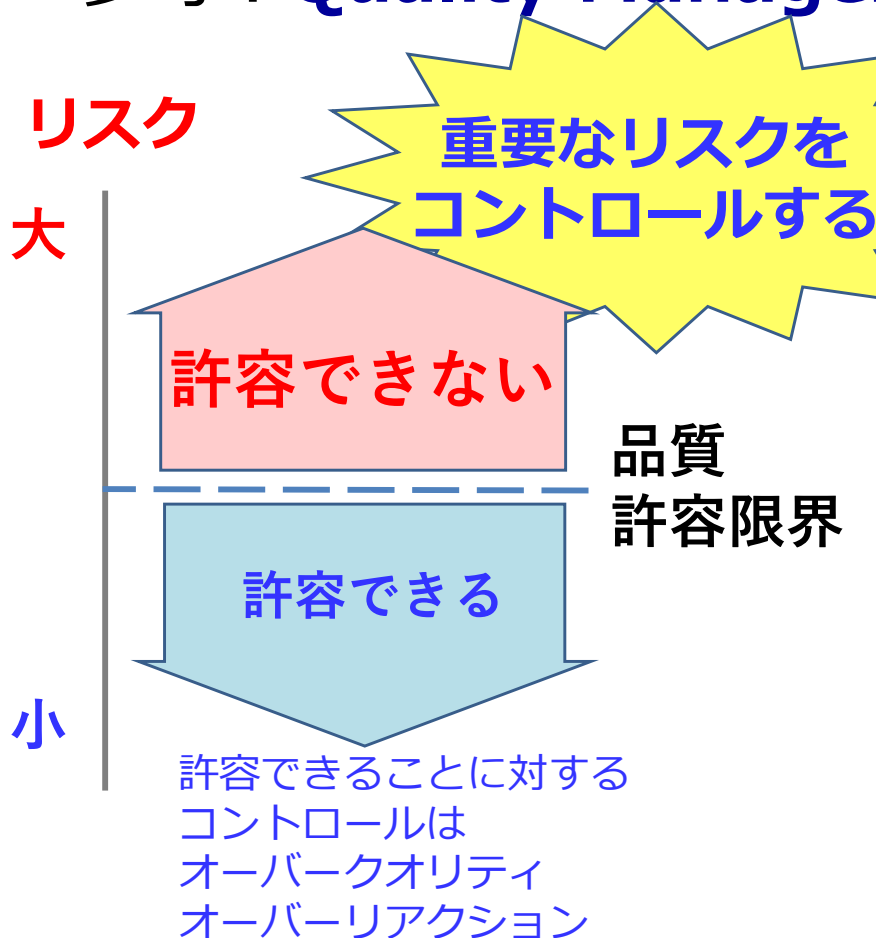 Quality Manage
リスク
重要なリスクを
コントロールする
大
許容できない
品質
許容限界
許容できる
小
許容できることに対する
コントロールは
オーバークオリティ
オーバーリアクション